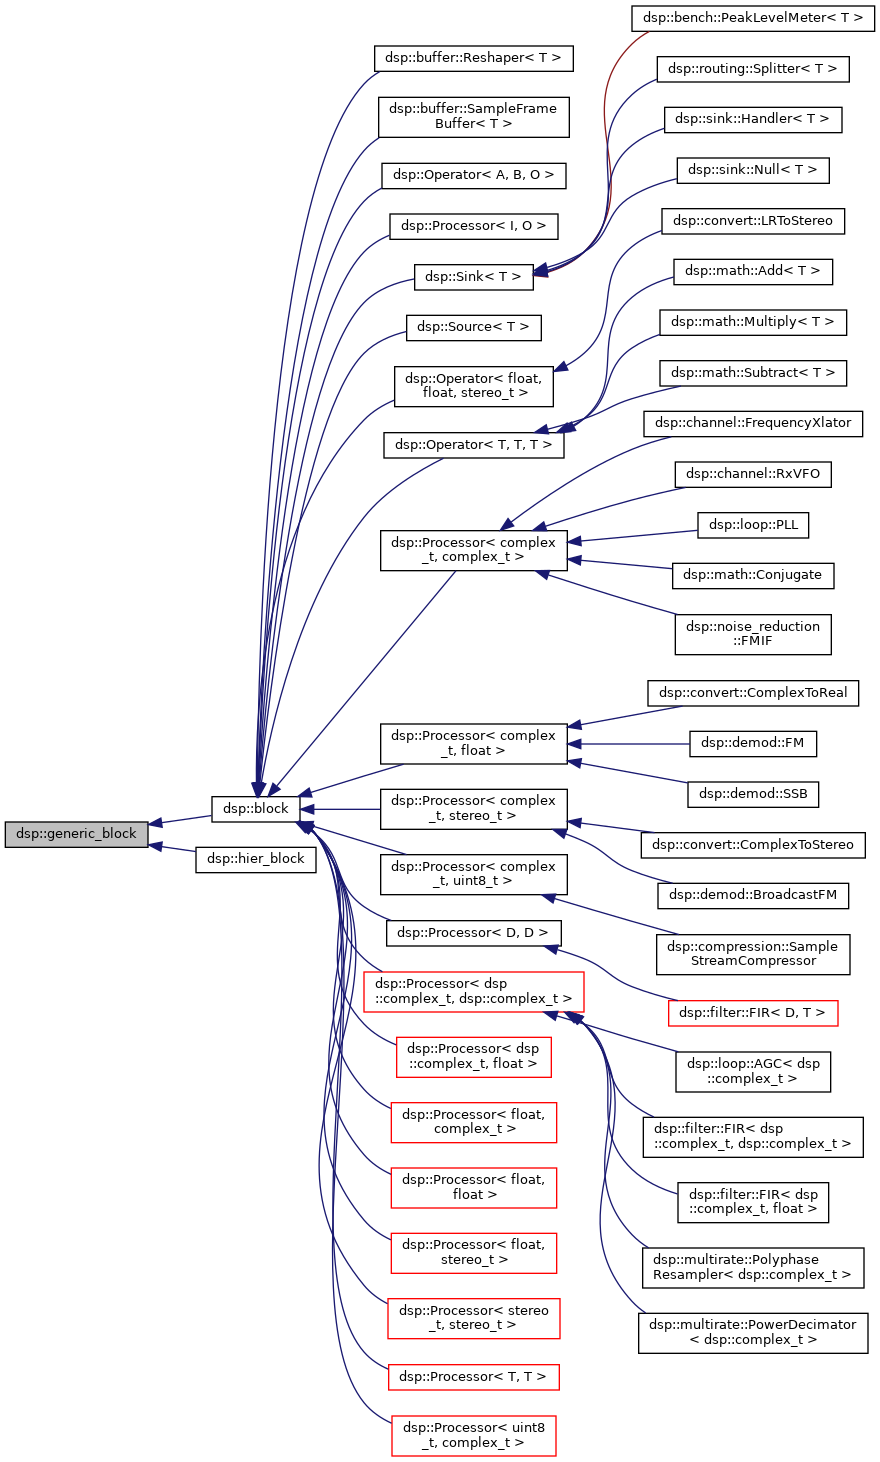 dsp::bench::PeakLevelMeter< T >
dsp::buffer::Reshaper< T >
dsp::routing::Splitter< T >
dsp::buffer::SampleFrame
Buffer< T >
dsp::sink::Handler< T >
dsp::Operator< A, B, O >
dsp::sink::Null< T >
dsp::Processor< I, O >
dsp::convert::LRToStereo
dsp::Sink< T >
dsp::math::Add< T >
dsp::Source< T >
dsp::math::Multiply< T >
dsp::Operator< float,
float, stereo_t >
dsp::math::Subtract< T >
dsp::Operator< T, T, T >
dsp::channel::FrequencyXlator
dsp::channel::RxVFO
dsp::Processor< complex
_t, complex_t >
dsp::loop::PLL
dsp::math::Conjugate
dsp::noise_reduction
::FMIF
dsp::convert::ComplexToReal
dsp::Processor< complex
_t, float >
dsp::demod::FM
dsp::demod::SSB
dsp::block
dsp::Processor< complex
_t, stereo_t >
dsp::generic_block
dsp::hier_block
dsp::convert::ComplexToStereo
dsp::Processor< complex
_t, uint8_t >
dsp::demod::BroadcastFM
dsp::Processor< D, D >
dsp::compression::Sample
StreamCompressor
dsp::Processor< dsp
::complex_t, dsp::complex_t >
dsp::filter::FIR< D, T >
dsp::Processor< dsp
::complex_t, float >
dsp::loop::AGC< dsp
::complex_t >
dsp::Processor< float,
complex_t >
dsp::filter::FIR< dsp
::complex_t, dsp::complex_t >
dsp::Processor< float,
float >
dsp::filter::FIR< dsp
::complex_t, float >
dsp::Processor< float,
stereo_t >
dsp::multirate::Polyphase
Resampler< dsp::complex_t >
dsp::Processor< stereo
_t, stereo_t >
dsp::multirate::PowerDecimator
< dsp::complex_t >
dsp::Processor< T, T >
dsp::Processor< uint8
_t, complex_t >